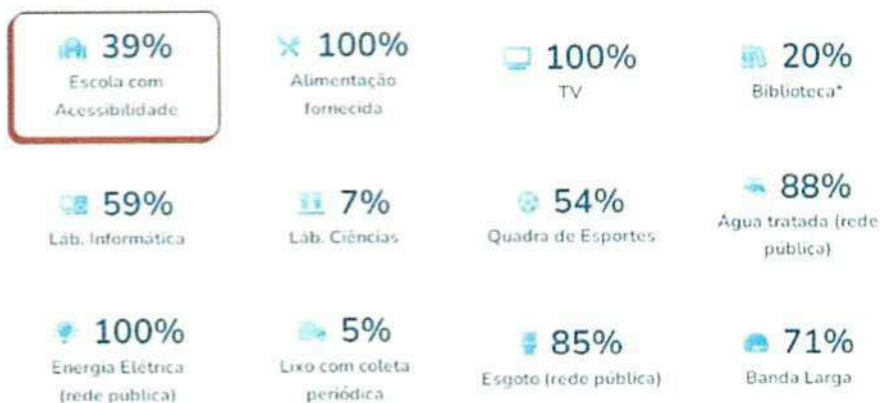 39%
Escola com
Acessibilidade
100%
Alimentação
fornecida
100%
TV
20%
Biblioteca*
59%
Lab. Informática
7%
Lab. Ciências
54%
Quadra de Esportes
88%
Água tratada (rede
pública)
100%
Energia Elétrica
(rede pública)
5%
Lixo com coleta
periódica
85%
Esgoto (rede pública)
71%
Banda Larga